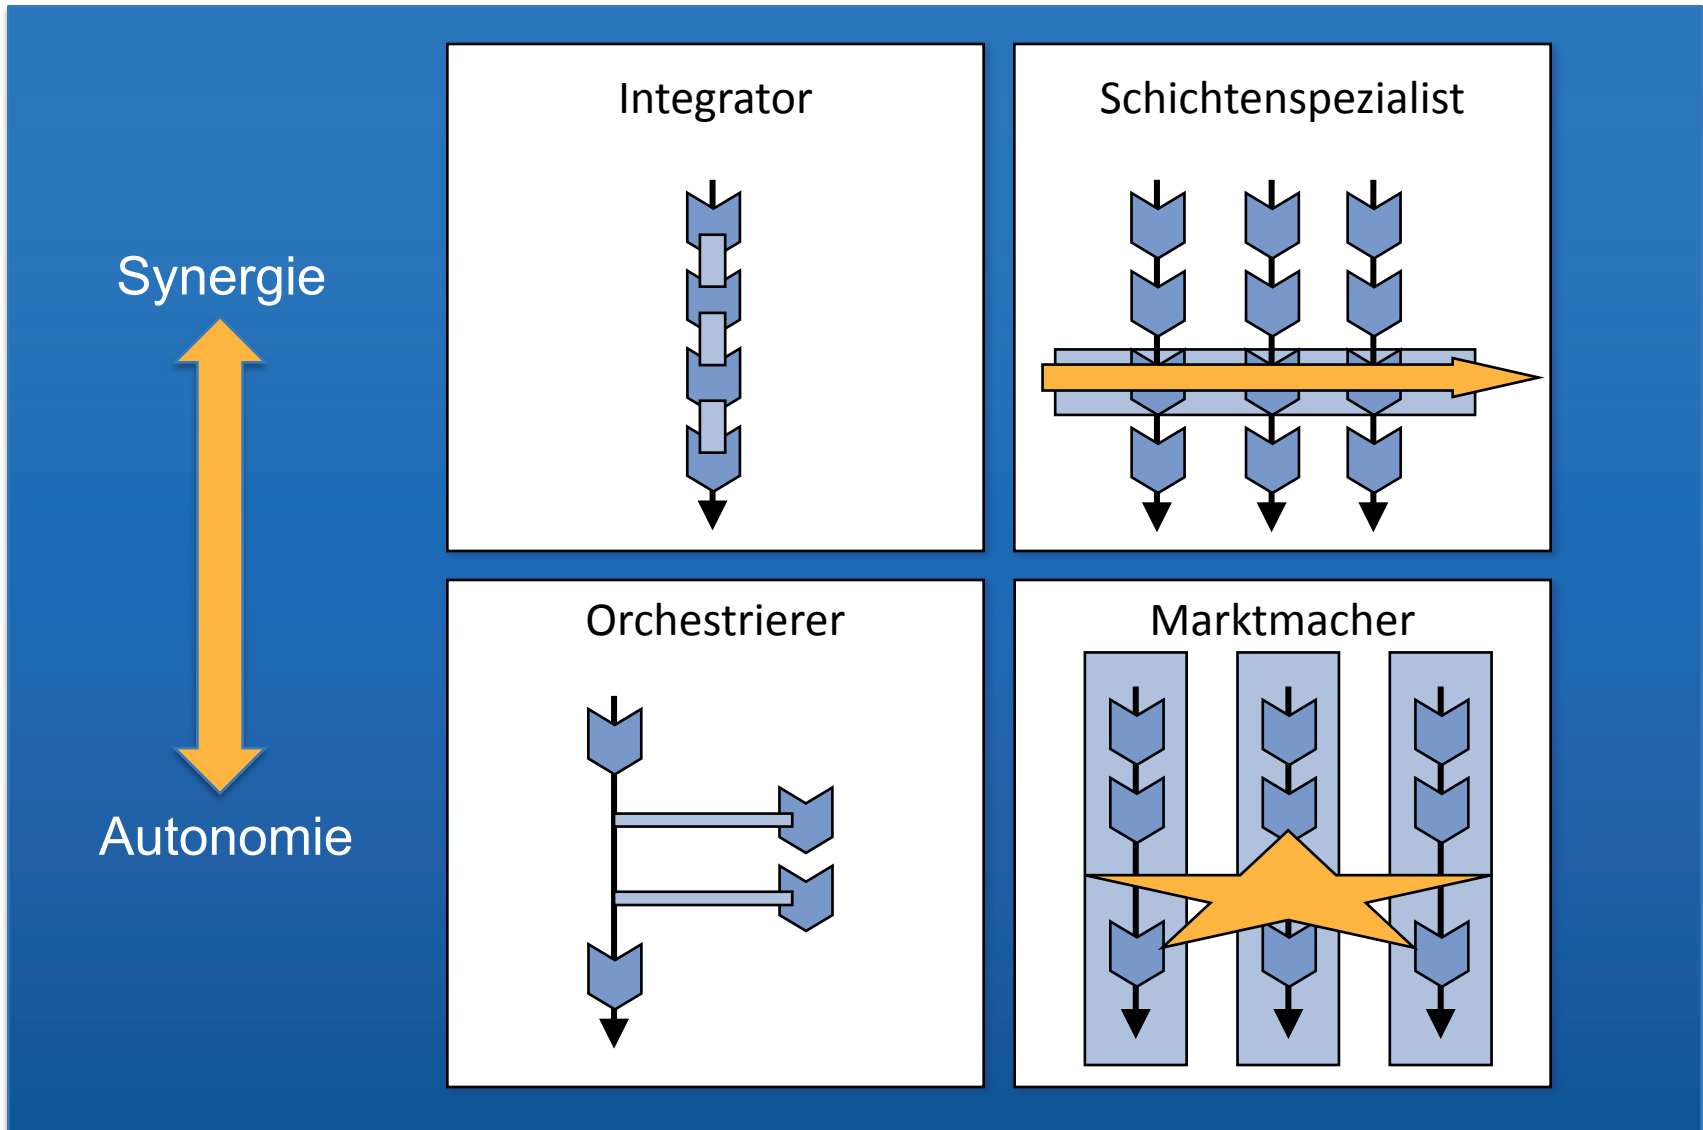 Integrator
Schichtenspezialist
Synergie
Autonomie
Orchestrierer
Marktmacher